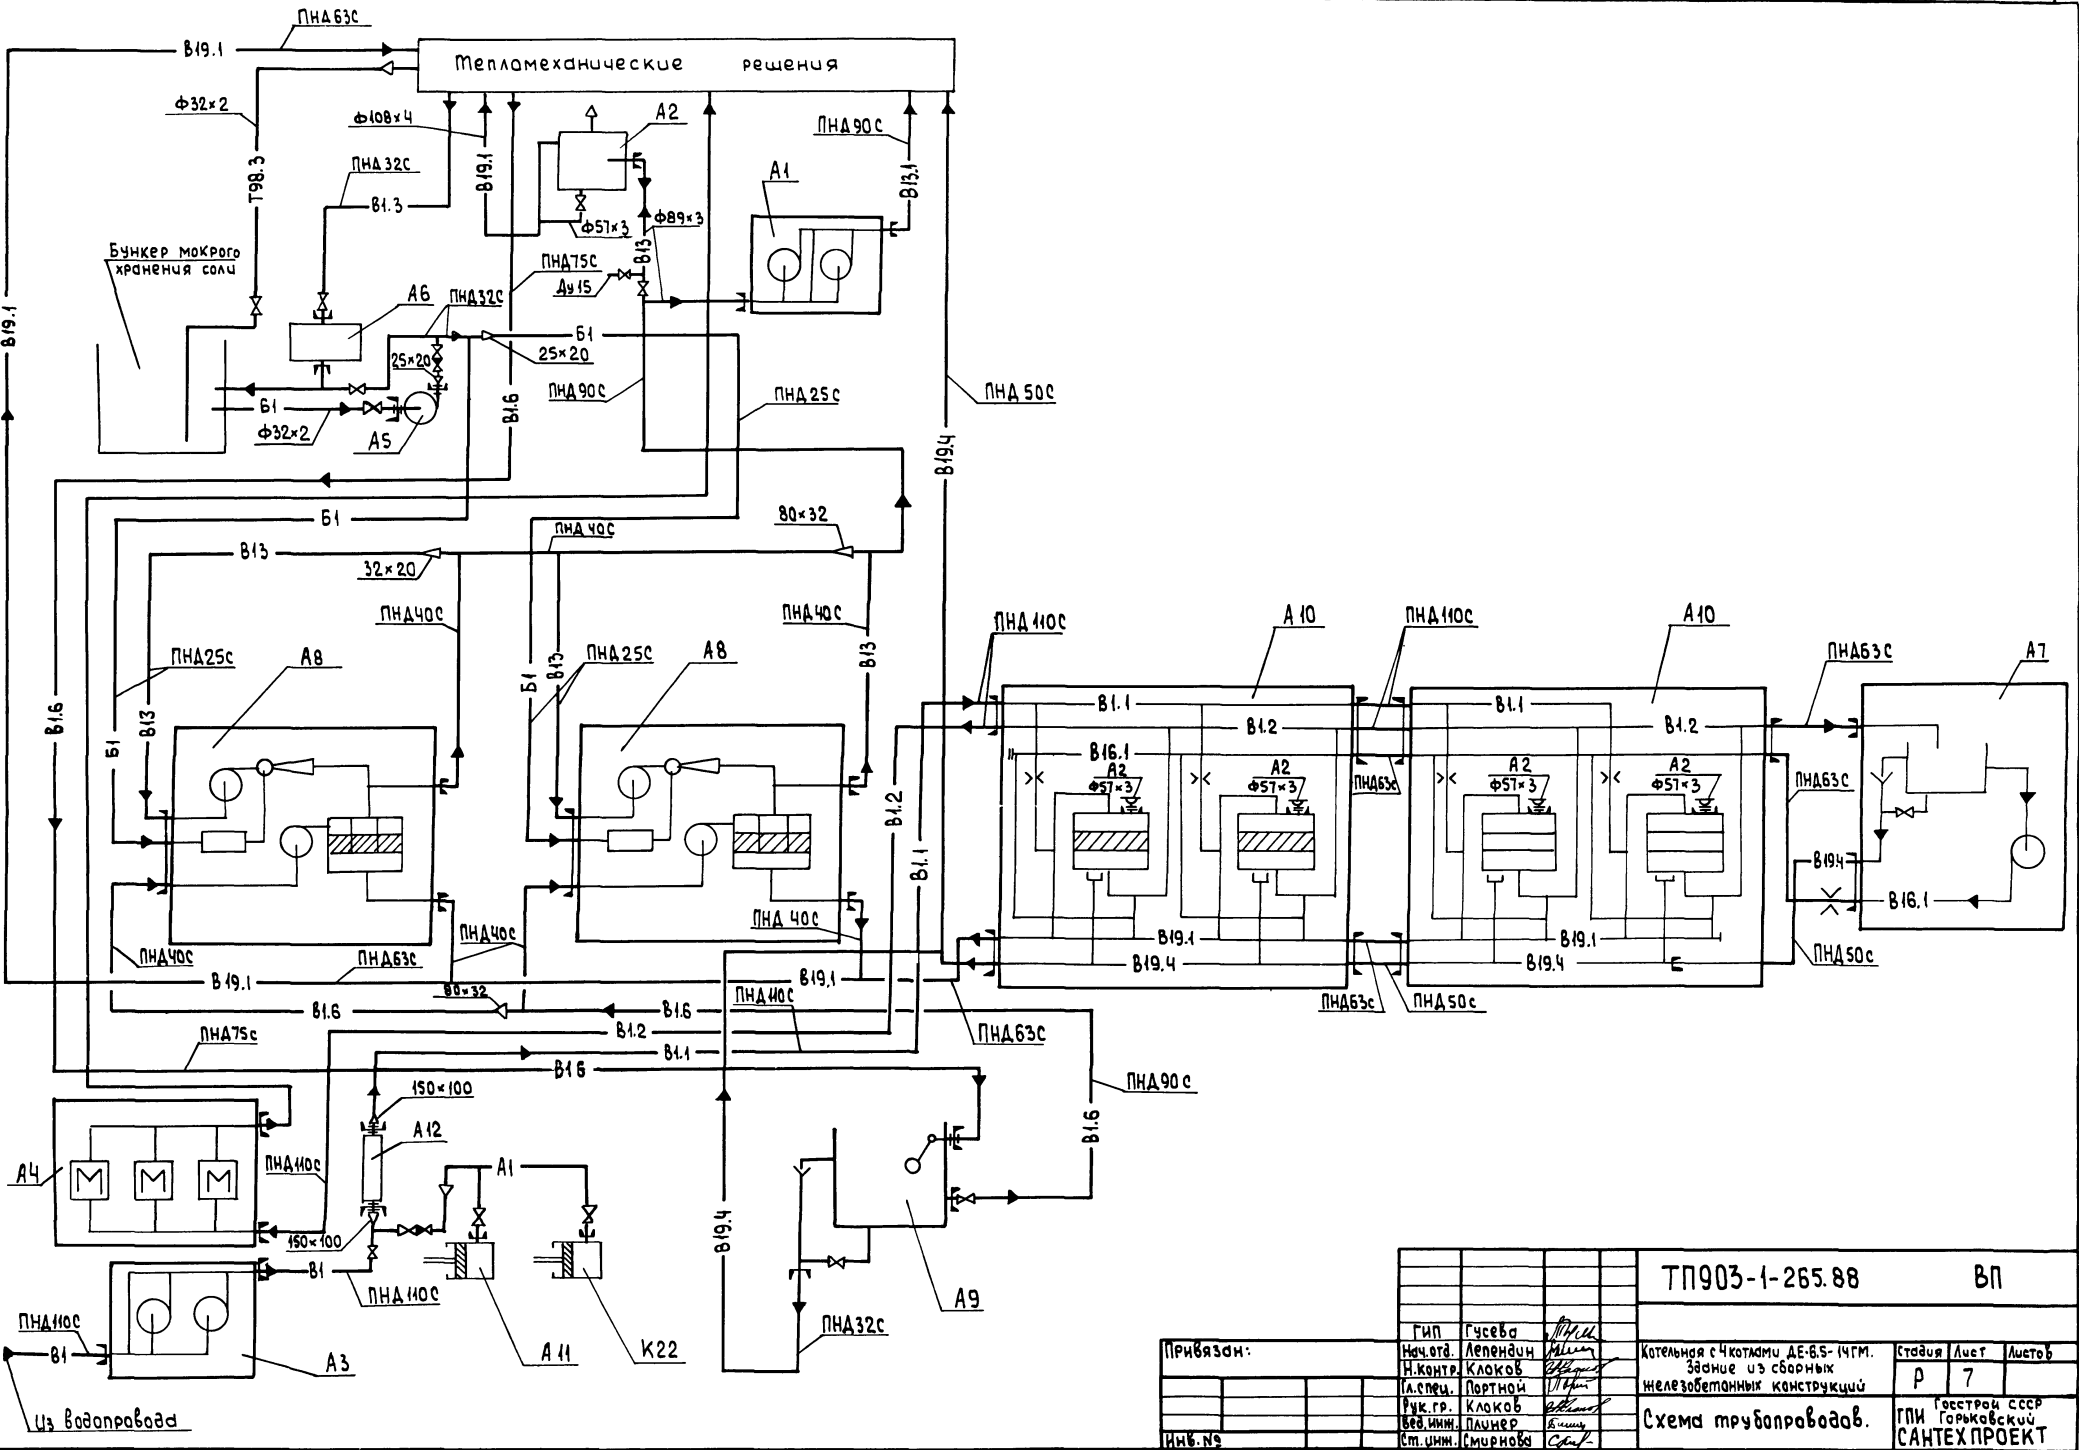 ПНД63С
В19.1
Тепломеханические решения
Ф32×2
Ф108×4
А2
ПНД90С
ПНД32С
А1
Т98.3
В19.1
В13.1
В1.3
Ф57×3
Ф89×3
В13
Бункер мокрого
хранения соли
ПНД75С
Ду15
А6
ПНД32С
В19.1
Б1
25×20
25×20
ПНД90С
ПНД25С
ПНД50С
Б1
В1.6
Ф32×2
А5
В19.4
Б1
80×32
ПНД40С
В13
32×20
ПНД40С
ПНД40С
ПНД110С
А10
ПНД110С
А10
ПНД25С
А8
В13
ПНД25С
А8
В13
ПНД63С
А7
Б1
В1.6
В13
Б1
В1.1
В1.2
В1.1
В1.2
В16.1
А2
Ф57×3
А2
Ф57×3
ПНД63С
А2
Ф57×3
А2
Ф57×3
ПНД63С
В1.2
В1.1
В19.4
В16.1
ПНД40С
ПНД40С
ПНД40С
ПНД63С
В19.1
В19.1
В19.1
В19.4
В19.1
В19.4
ПНД50С
80×32
ПНД110С
ПНД63С
ПНД50С
В1.6
В1.6
ПНД75С
В1.2
ПНД63С
В1.1
В1.6
ПНД90С
150×100
А12
В1.6
А4
ПНД110С
А1
150×100
В19.4
В1
ПНД110С
А9
ПНД110С
В1
А3
А11
К22
ПНД32С
Из водопровода
ТП903-1-265.88 ВП
Привязан:
Инв.№
ГИП Гусева
Нач.отд. Лепендин
Н.контр. Клоков
Гл.спец. Портной
Рук.гр. Клоков
Вед.инж. Плинер
Ст.инж. Смирнова
Котельная с 4 котлами ДЕ-6.5-14ГМ.
Здание из сборных
железобетонных конструкций
Стадия Лист Листов
Р 7
Схема трубопроводов.
Госстрой СССР
ГПИ Горьковский
САНТЕХПРОЕКТ